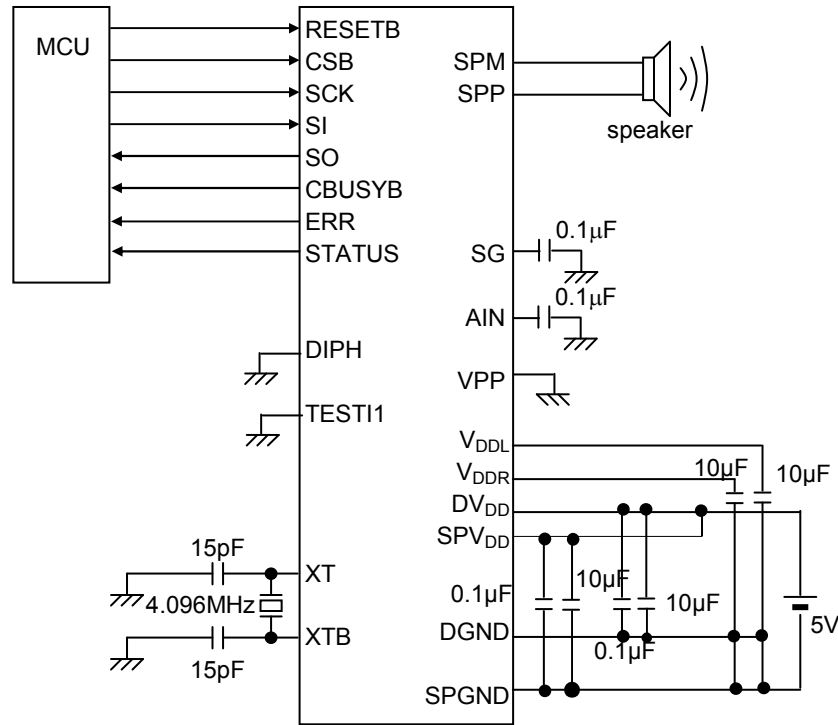 MCU
RESETB
CSB
SCK
SI
SO
CBUSYB
ERR
STATUS
DIPH
TESTI1
15pF
XT
4.096MHz
XTB
15pF
SPM
SPP
speaker
SG
0.1µF
AIN
0.1µF
VPP
VDDL
VDDR
DVDD
SPVDD
10µF
10µF
0.1µF
10µF
10µF
0.1µF
DGND
SPGND
5V